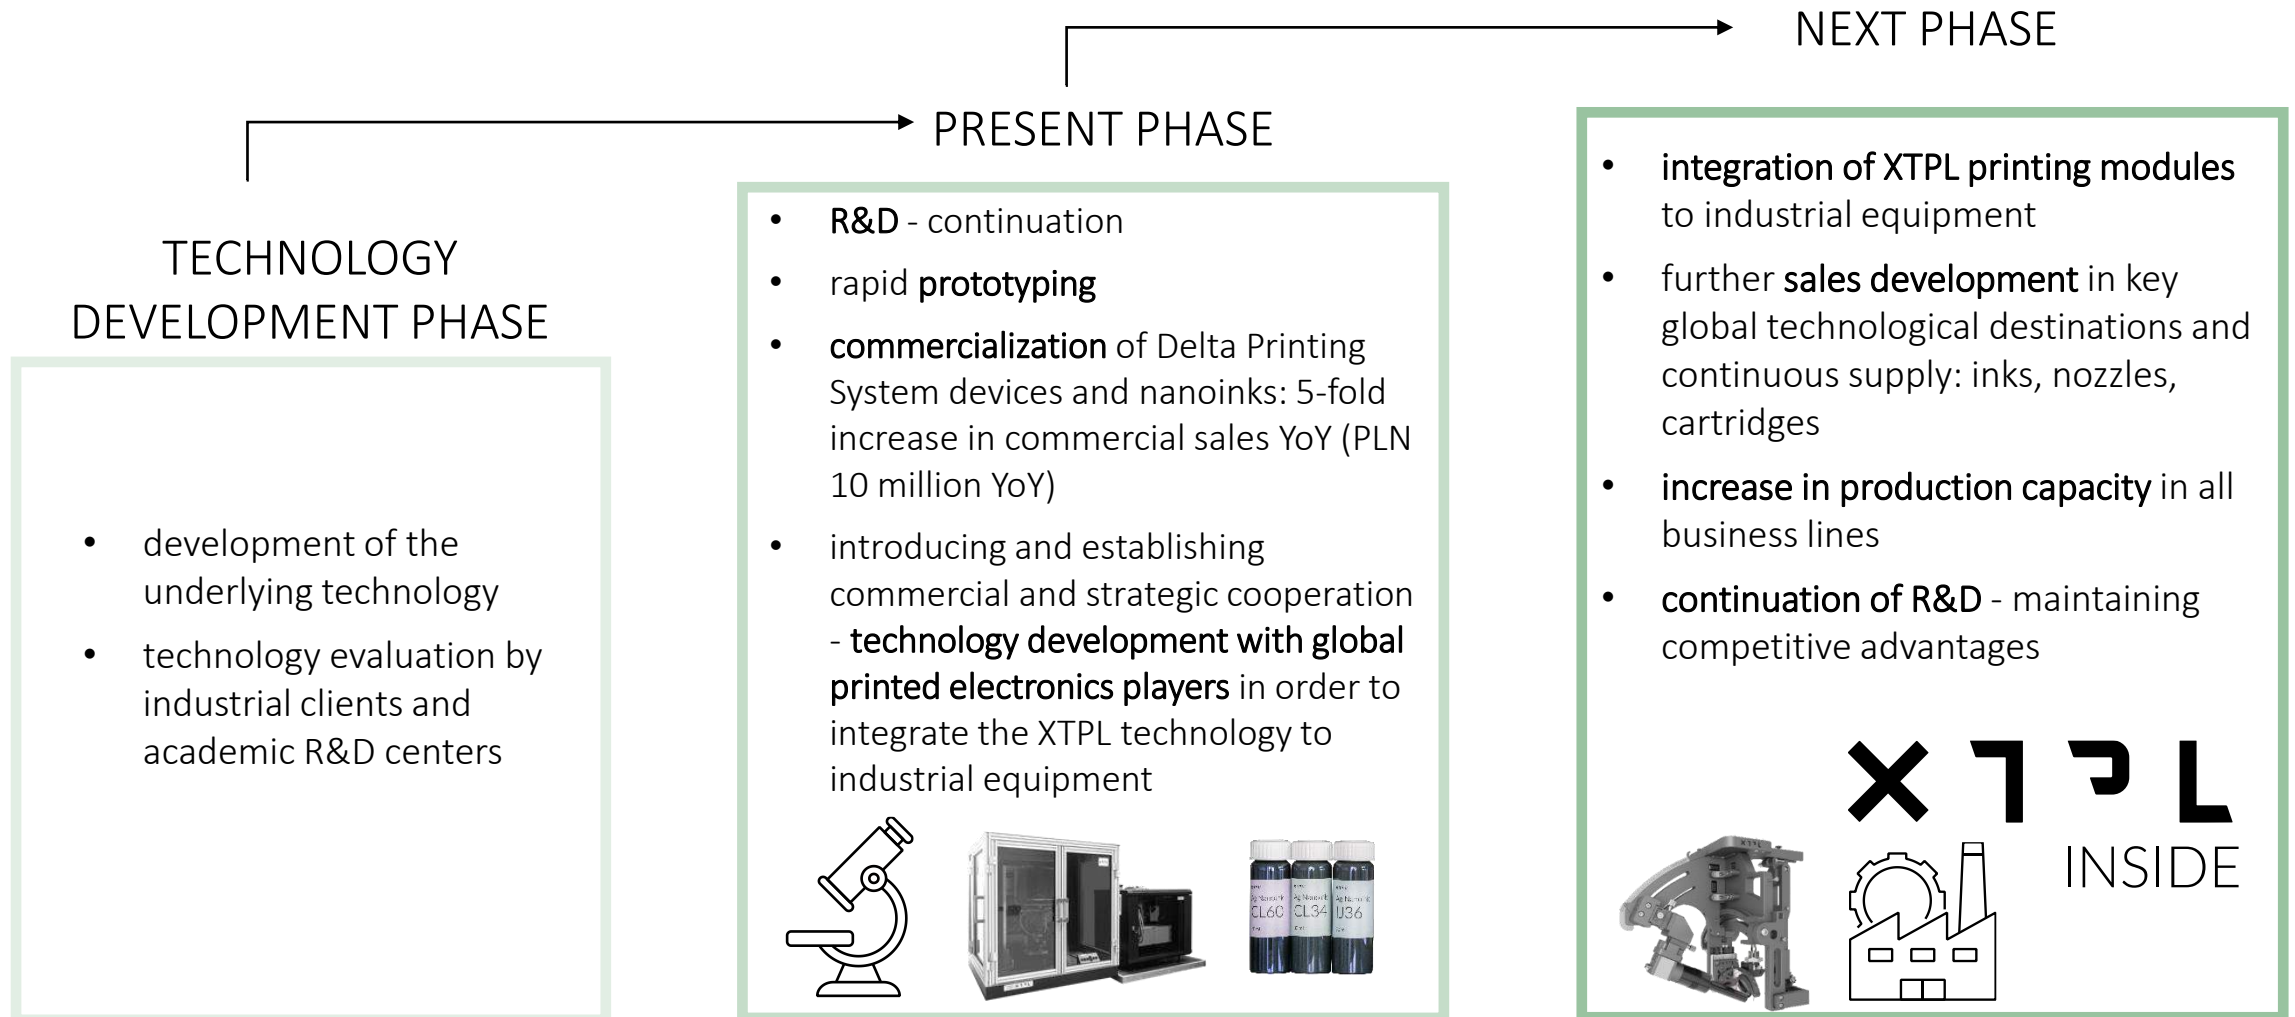 TECHNOLOGY
DEVELOPMENT PHASE
• development of the
underlying technology
• technology evaluation by
industrial clients and
academic R&D centers
PRESENT PHASE
• R&D - continuation
• rapid prototyping
• commercialization of Delta Printing
System devices and nanoinks: 5-fold
increase in commercial sales YoY (PLN
10 million YoY)
• introducing and establishing
commercial and strategic cooperation
- technology development with global
printed electronics players in order to
integrate the XTPL technology to
industrial equipment
CL60
CL34
IJ36
NEXT PHASE
• integration of XTPL printing modules
to industrial equipment
• further sales development in key
global technological destinations and
continuous supply: inks, nozzles,
cartridges
• increase in production capacity in all
business lines
• continuation of R&D - maintaining
competitive advantages
XTPL
XTPL
INSIDE